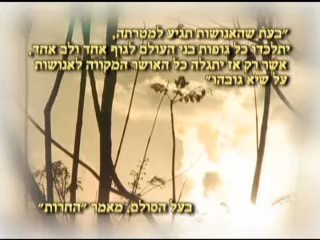 "בעת שהאנושות תגיע למטרתה,
יתלכדו כל גופות בני העולם לגוף אחד ולב אחד,
אשר רק אז יתגלה כל האושר המקווה לאנושות
על שיא גובהו"
בעל הסולם, מאמר "החרות"